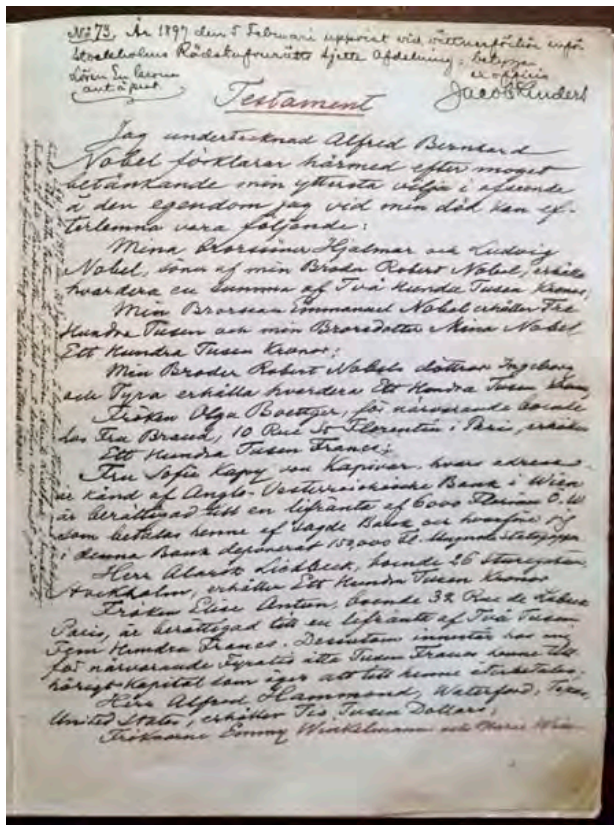 No 73. År 1897 den 5 Februari uppvist vid vittnesförhör inför
Stockholms Rådstufvurätts sjette Afdelning; betygar
ex officio
Jacob Kinders
Testament
Jag undertecknad Alfred Bernhard
Nobel förklarar härmed efter moget
betänkande min yttersta vilja i afseende
å den egendom jag vid min död kan ef-
terlemna vara följande:
Mina Brorsöner Hjalmar och Ludvig
Nobel, söner af min Broder Robert Nobel, erhålla
hvardera en summa af Två Hundra Tusen Kronor;
Min Brorson Emmanuel Nobel erhåller Tre
Hundra Tusen och min Brorsdotter Mina Nobel
Ett Hundra Tusen Kronor;
Min Broder Robert Nobels döttrar Ingeborg
och Tyra erhålla hvardera Ett Hundra Tusen Kronor
Fröken Olga Boettger, för närvarande boende
hos Fru Brand, 10 Rue St Florentin i Paris, erhåller
Ett Hundra Tusen Francs;
Fru Sofie Kapy von Kapivar, hvars adress
är känd af Anglo-Oesterreichische Bank i Wien
är berättigad till en lifränta af 6000 Florins Ö.W.
som betalas henne af sagde Bank och hvarföre jag
i denna Bank deponerat 150,000 Fl. i Ungerska statspapper
Herr Alarik Liedbeck, boende 26 Sturegatan,
Stockholm, erhåller Ett Hundra Tusen Kronor
Fröken Elise Antun, boende 32 Rue de Lubeck
Paris, är berättigad till en lifränta af Två Tusen
Fem Hundra Francs. Desutom innestår hos mig
för närvarande Fyratio åtta Tusen Francs henne till-
hörigt kapital som äger att till henne återbetalas;
Herr Alfred Hammond, Waterford, Texas,
United States, erhåller Tio Tusen Dollars;
Fröknarne Emmy Winkelmann och Marie Win-